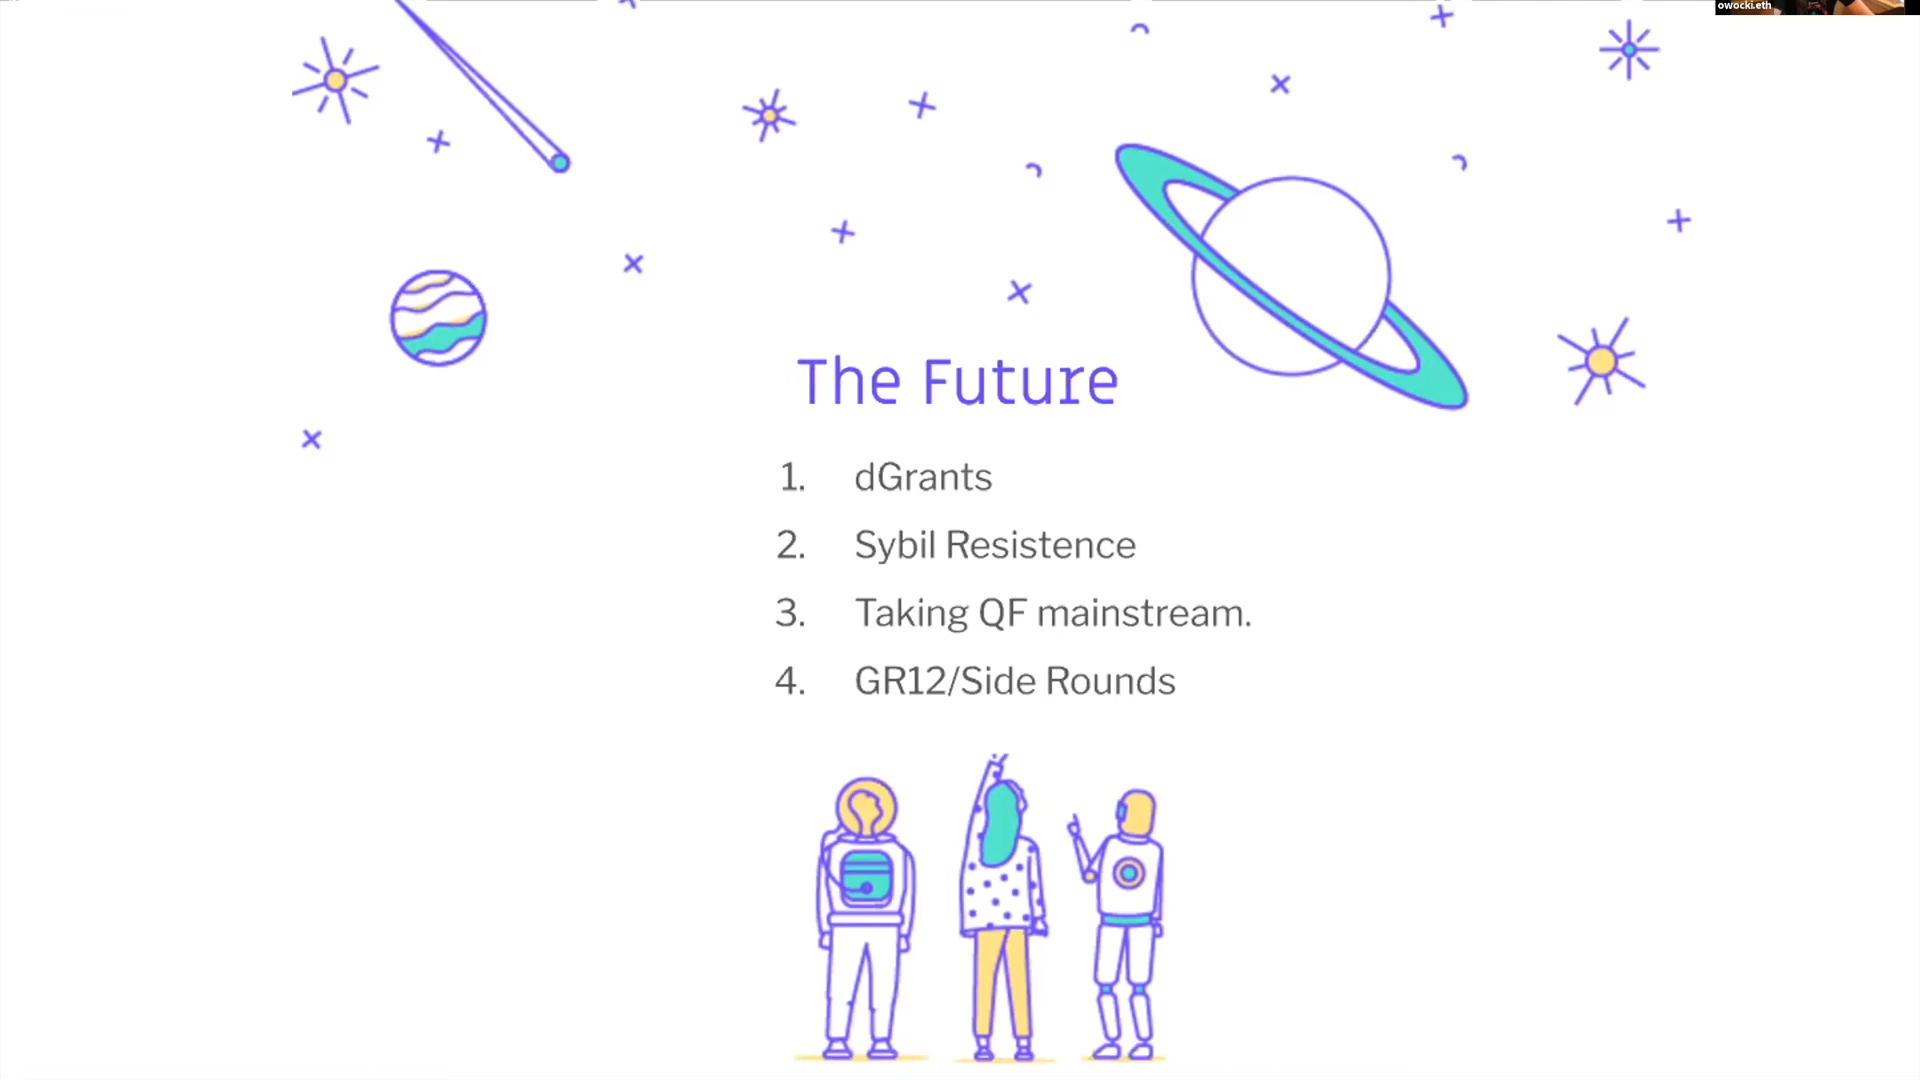 owocki.eth
The Future
1. dGrants
2. Sybil Resistence
3. Taking QF mainstream.
4. GR12/Side Rounds